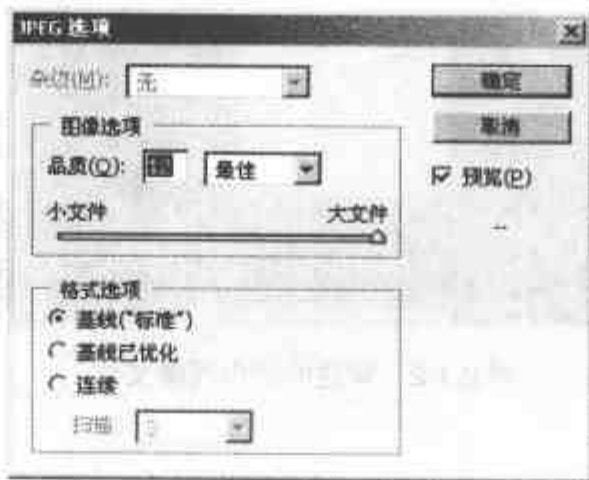 JPEG 选项
杂边(M): 无
确定
图像选项
取消
品质(Q): 12 最佳
预览(P)
小文件 大文件
--
格式选项
基线("标准")
基线已优化
连续
扫描 3